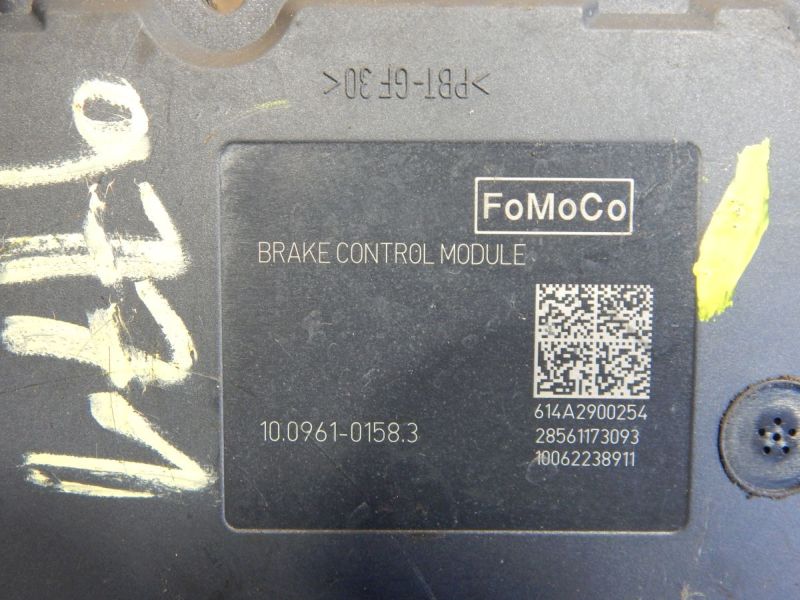 >PBT-GF30<
FoMoCo
BRAKE CONTROL MODULE
614A2900254
10.0961-0158.3
28561173093
10062238911